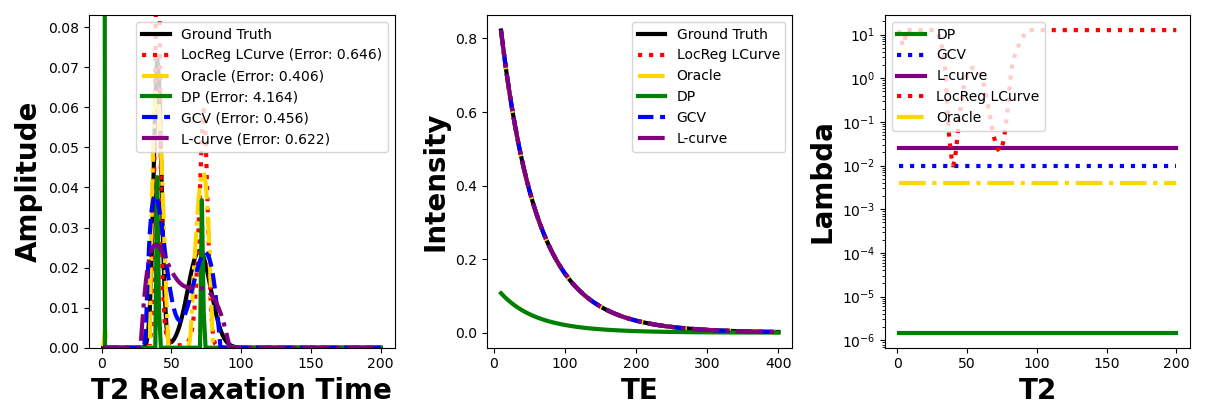 Amplitude
0.08
0.07
0.06
0.05
0.04
0.03
0.02
0.01
0.00
0 50 100 150 200
T2 Relaxation Time
Ground Truth
LocReg LCurve (Error: 0.646)
Oracle (Error: 0.406)
DP (Error: 4.164)
GCV (Error: 0.456)
L-curve (Error: 0.622)
Intensity
0.8
0.6
0.4
0.2
0.0
0 100 200 300 400
TE
Ground Truth
LocReg LCurve
Oracle
DP
GCV
L-curve
Lambda
10¹
10⁰
10⁻¹
10⁻²
10⁻³
10⁻⁴
10⁻⁵
10⁻⁶
0 50 100 150 200
T2
DP
GCV
L-curve
LocReg LCurve
Oracle